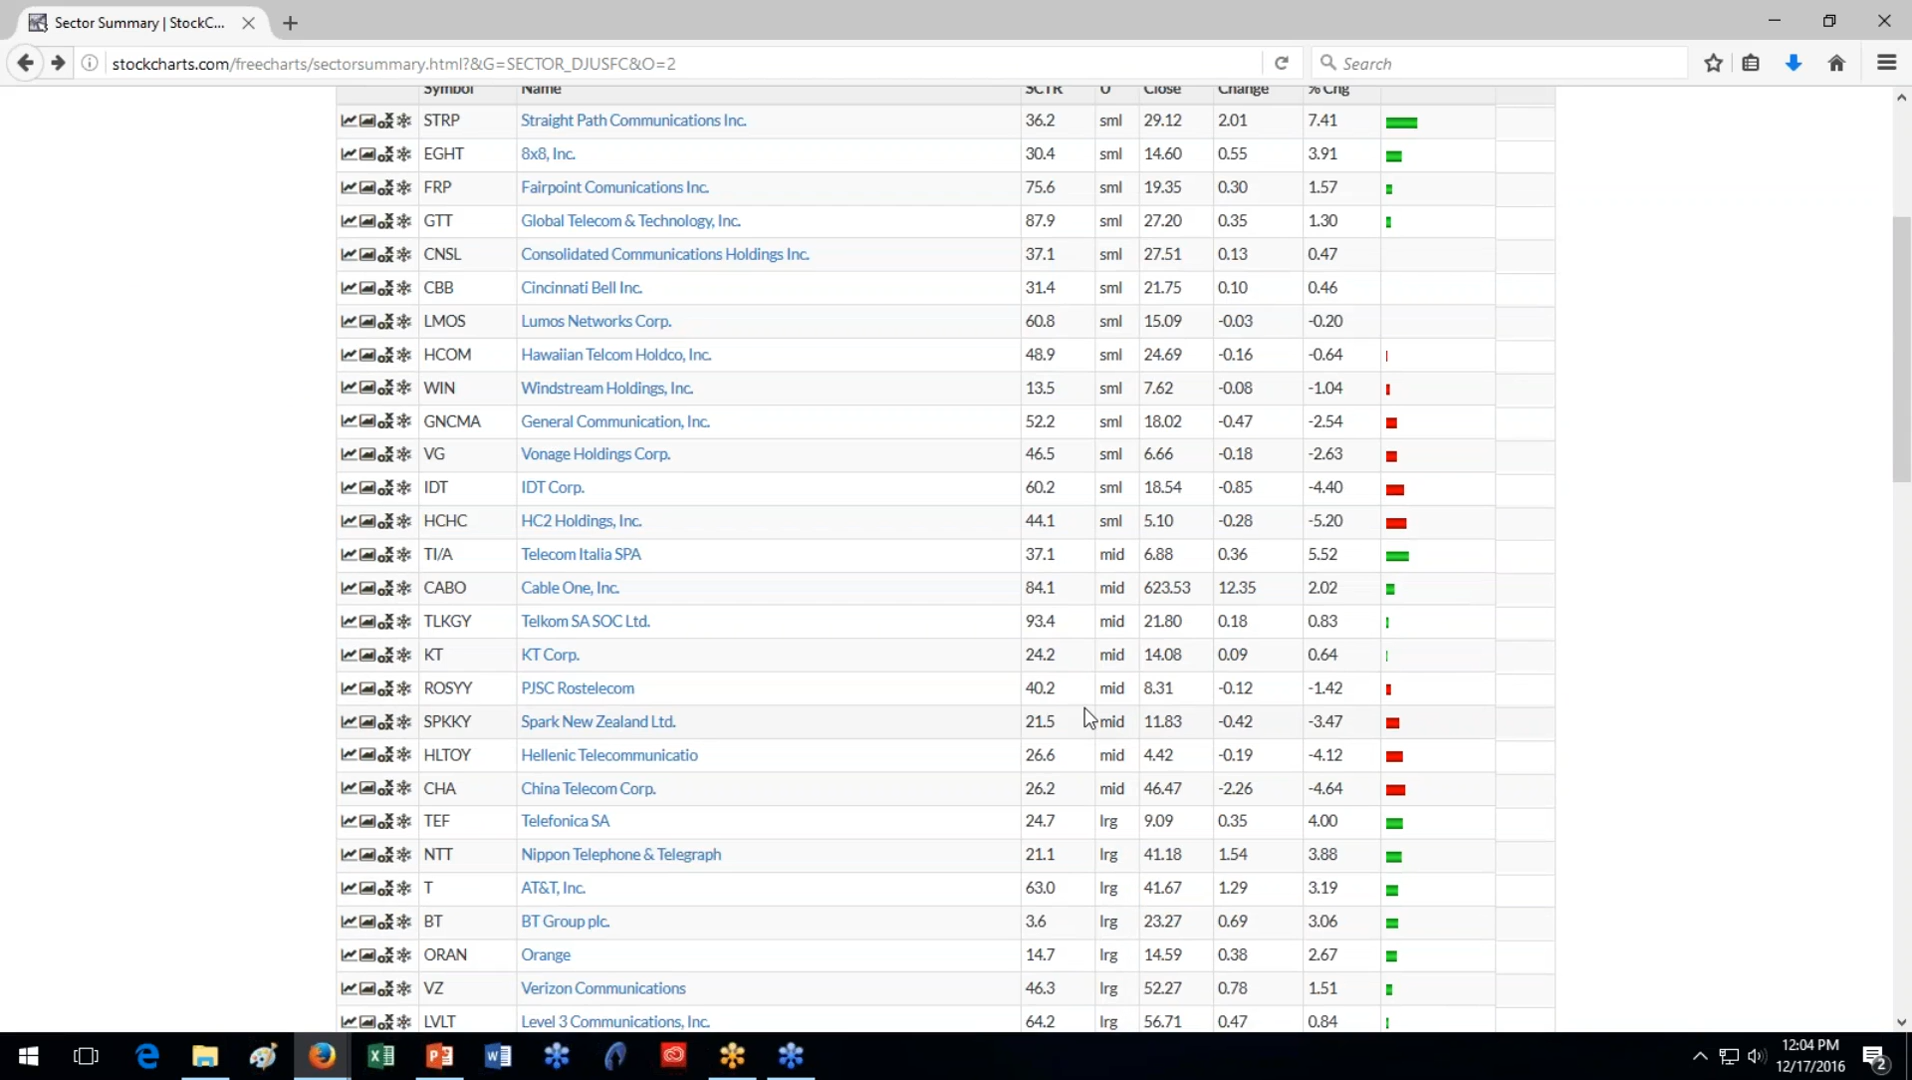 Sector Summary | StockC...
stockcharts.com/freecharts/sectorsummary.html?&G=SECTOR_DJUSFC&O=2
Search
Symbol Name SCTR U Close Change % Chg
STRP Straight Path Communications Inc. 36.2 sml 29.12 2.01 7.41
EGHT 8x8, Inc. 30.4 sml 14.60 0.55 3.91
FRP Fairpoint Comunications Inc. 75.6 sml 19.35 0.30 1.57
GTT Global Telecom & Technology, Inc. 87.9 sml 27.20 0.35 1.30
CNSL Consolidated Communications Holdings Inc. 37.1 sml 27.51 0.13 0.47
CBB Cincinnati Bell Inc. 31.4 sml 21.75 0.10 0.46
LMOS Lumos Networks Corp. 60.8 sml 15.09 -0.03 -0.20
HCOM Hawaiian Telcom Holdco, Inc. 48.9 sml 24.69 -0.16 -0.64
WIN Windstream Holdings, Inc. 13.5 sml 7.62 -0.08 -1.04
GNCMA General Communication, Inc. 52.2 sml 18.02 -0.47 -2.54
VG Vonage Holdings Corp. 46.5 sml 6.66 -0.18 -2.63
IDT IDT Corp. 60.2 sml 18.54 -0.85 -4.40
HCHC HC2 Holdings, Inc. 44.1 sml 5.10 -0.28 -5.20
TI/A Telecom Italia SPA 37.1 mid 6.88 0.36 5.52
CABO Cable One, Inc. 84.1 mid 623.53 12.35 2.02
TLKGY Telkom SA SOC Ltd. 93.4 mid 21.80 0.18 0.83
KT KT Corp. 24.2 mid 14.08 0.09 0.64
ROSYY PJSC Rostelecom 40.2 mid 8.31 -0.12 -1.42
SPKKY Spark New Zealand Ltd. 21.5 mid 11.83 -0.42 -3.47
HLTOY Hellenic Telecommunicatio 26.6 mid 4.42 -0.19 -4.12
CHA China Telecom Corp. 26.2 mid 46.47 -2.26 -4.64
TEF Telefonica SA 24.7 lrg 9.09 0.35 4.00
NTT Nippon Telephone & Telegraph 21.1 lrg 41.18 1.54 3.88
T AT&T, Inc. 63.0 lrg 41.67 1.29 3.19
BT BT Group plc. 3.6 lrg 23.27 0.69 3.06
ORAN Orange 14.7 lrg 14.59 0.38 2.67
VZ Verizon Communications 46.3 lrg 52.27 0.78 1.51
LVLT Level 3 Communications, Inc. 64.2 lrg 56.71 0.47 0.84
12:04 PM
12/17/2016
2